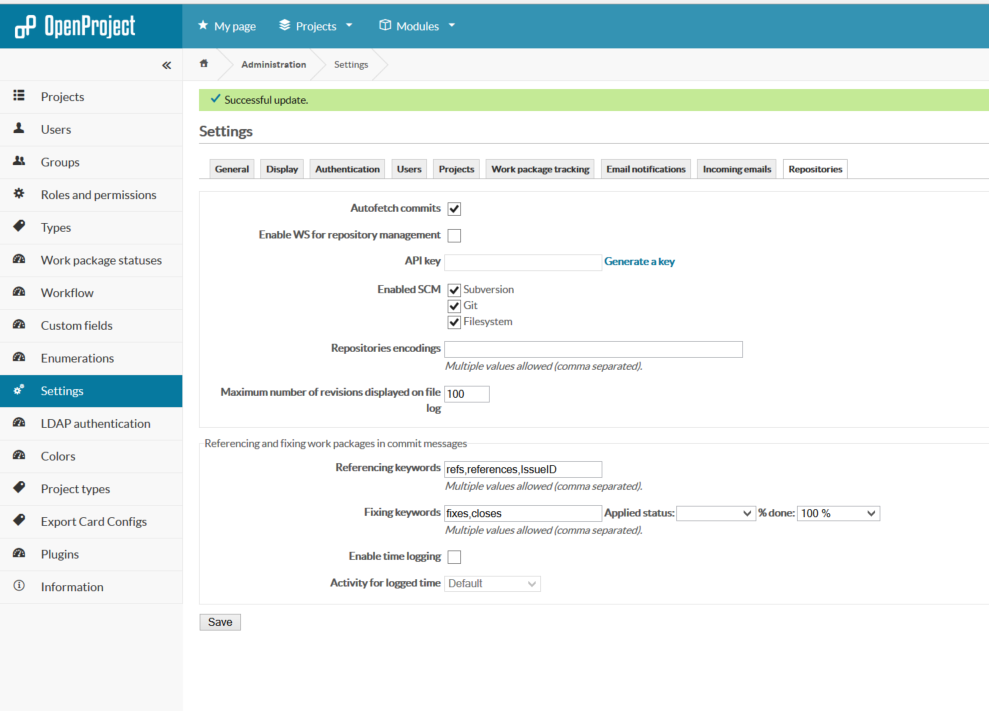 OpenProject
My page
Projects
Modules
Administration
Settings
Projects
Users
Groups
Roles and permissions
Types
Work package statuses
Workflow
Custom fields
Enumerations
Settings
LDAP authentication
Colors
Project types
Export Card Configs
Plugins
Information
Successful update.
Settings
General
Display
Authentication
Users
Projects
Work package tracking
Email notifications
Incoming emails
Repositories
Autofetch commits
Enable WS for repository management
API key
Generate a key
Enabled SCM
Subversion
Git
Filesystem
Repositories encodings
Multiple values allowed (comma separated).
Maximum number of revisions displayed on file
log
100
Referencing and fixing work packages in commit messages
Referencing keywords refs,references,IssueID
Multiple values allowed (comma separated).
Fixing keywords fixes,closes Applied status: % done: 100 %
Multiple values allowed (comma separated).
Enable time logging
Activity for logged time Default
Save